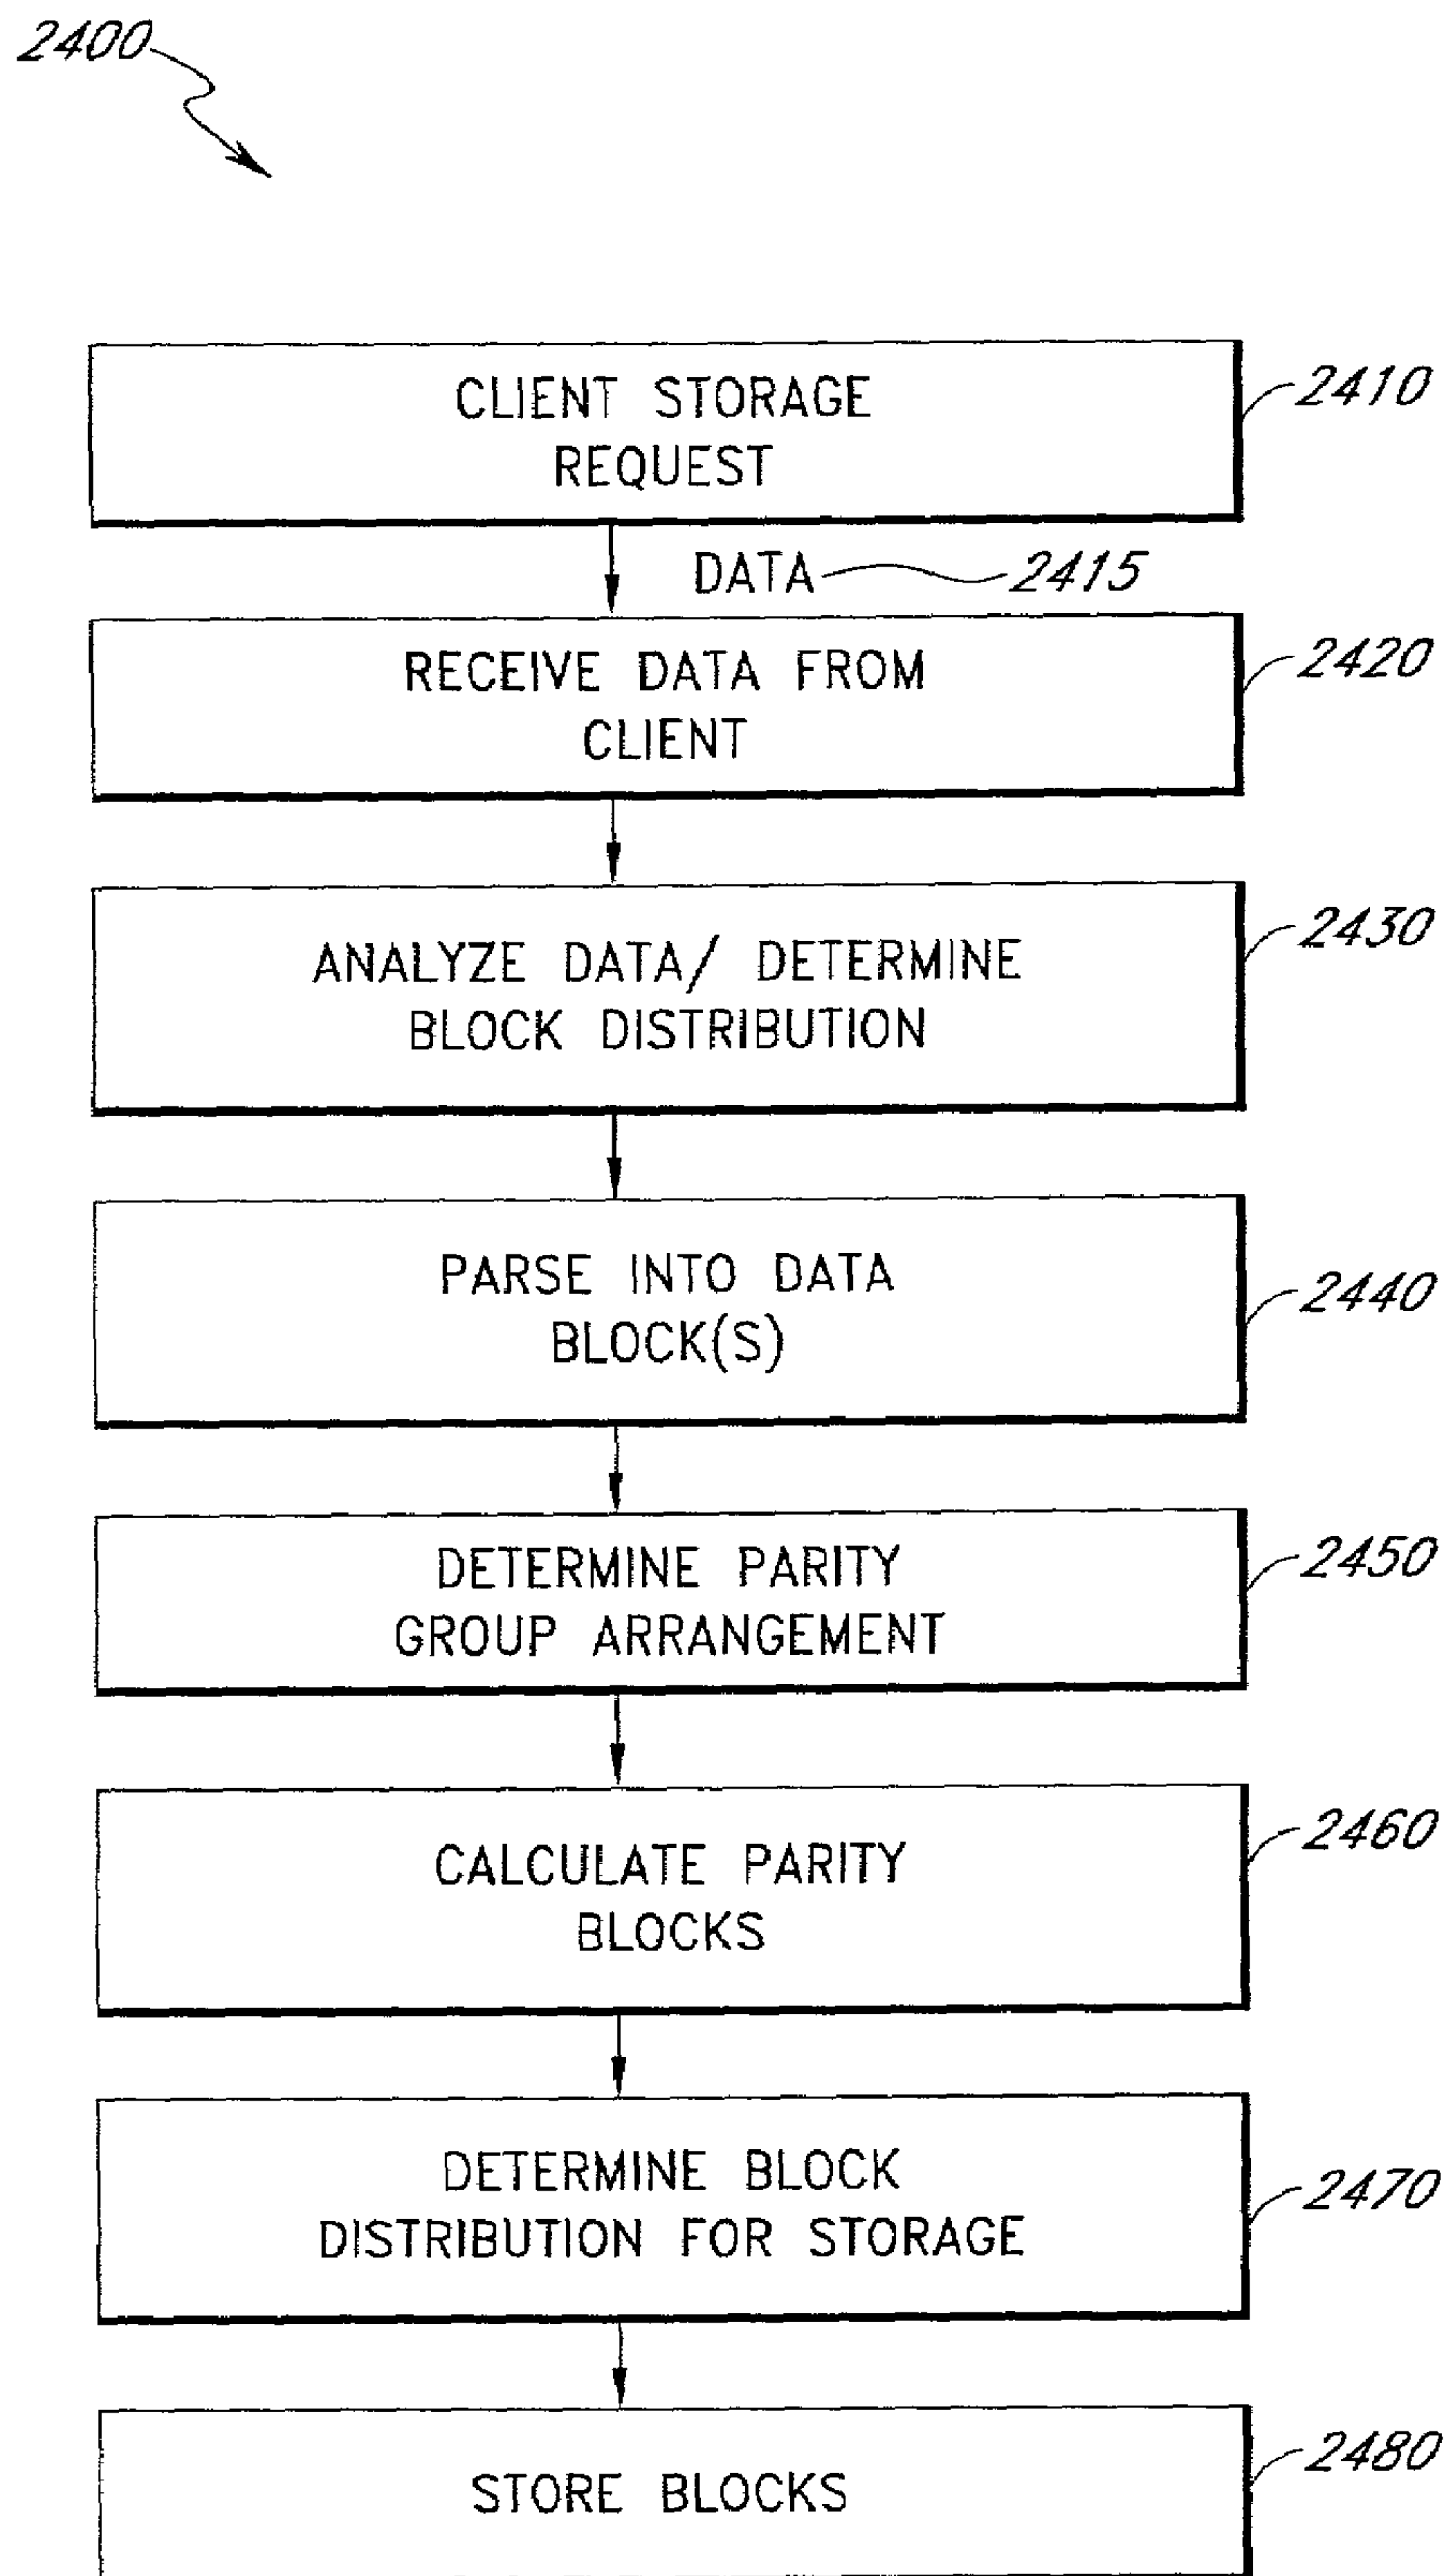 2400
CLIENT STORAGE
REQUEST
2410
DATA
2415
RECEIVE DATA FROM
CLIENT
2420
ANALYZE DATA/ DETERMINE
BLOCK DISTRIBUTION
2430
PARSE INTO DATA
BLOCK(S)
2440
DETERMINE PARITY
GROUP ARRANGEMENT
2450
CALCULATE PARITY
BLOCKS
2460
DETERMINE BLOCK
DISTRIBUTION FOR STORAGE
2470
STORE BLOCKS
2480